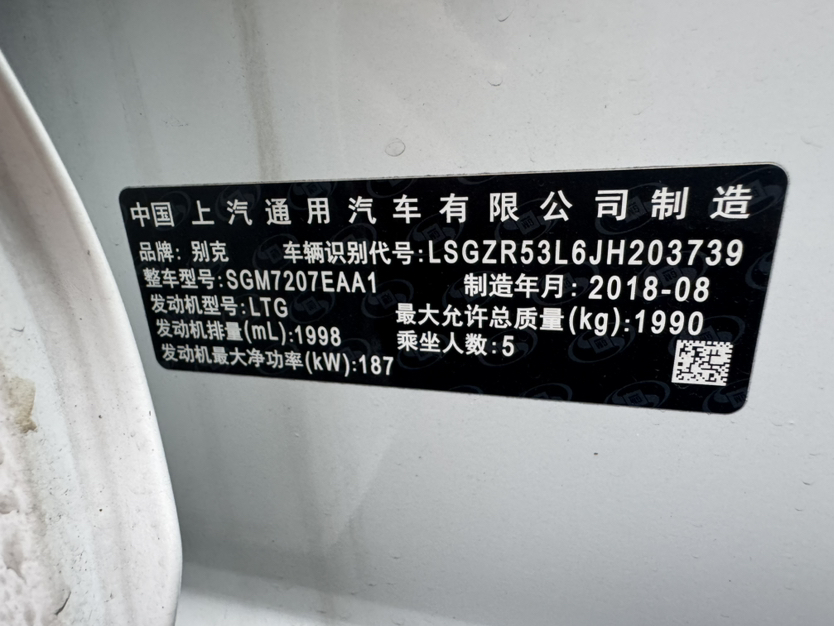 中国 上汽通用汽车有限公司制造
品牌: 别克 车辆识别代号:LSGZR53L6JH203739
整车型号:SGM7207EAA1 制造年月: 2018-08
发动机型号:LTG 最大允许总质量(kg):1990
发动机排量(mL):1998 乘坐人数:5
发动机最大净功率(kW):187